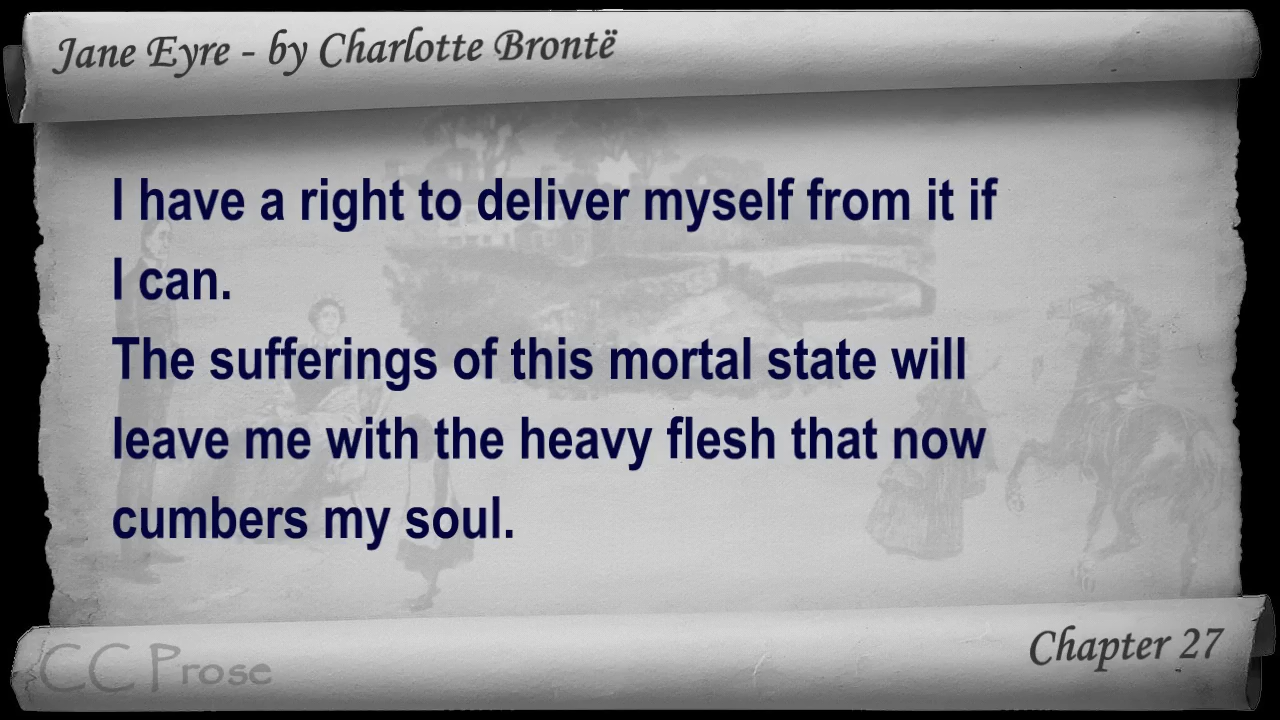 Jane Eyre - by Charlotte Brontë
I have a right to deliver myself from it if
I can.
The sufferings of this mortal state will
leave me with the heavy flesh that now
cumbers my soul.
Chapter 27
CC Prose